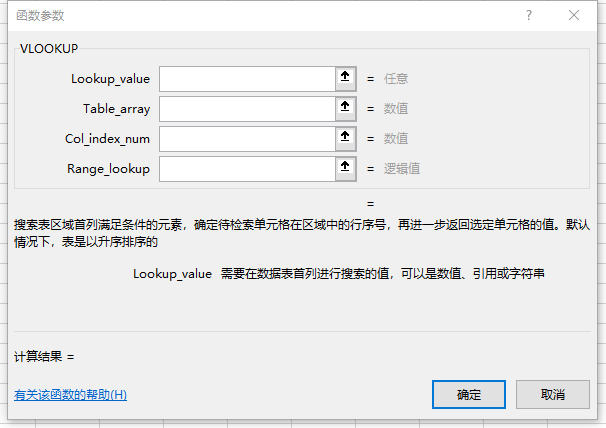 函数参数
?
VLOOKUP
Lookup_value = 任意
Table_array = 数值
Col_index_num = 数值
Range_lookup = 逻辑值
=
搜索表区域首列满足条件的元素，确定待检索单元格在区域中的行序号，再进一步返回选定单元格的值。默认
情况下，表是以升序排序的
Lookup_value 需要在数据表首列进行搜索的值，可以是数值、引用或字符串
计算结果 =
有关该函数的帮助(H)
确定
取消